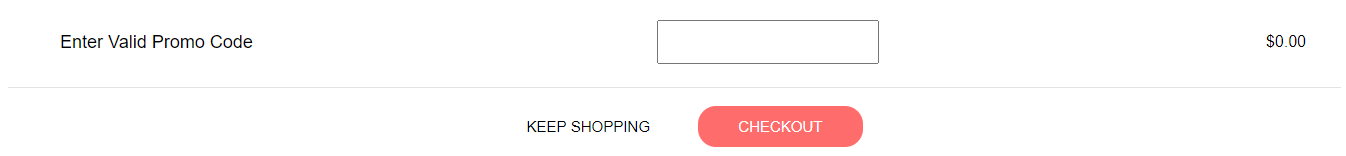 Enter Valid Promo Code $0.00
KEEP SHOPPING CHECKOUT